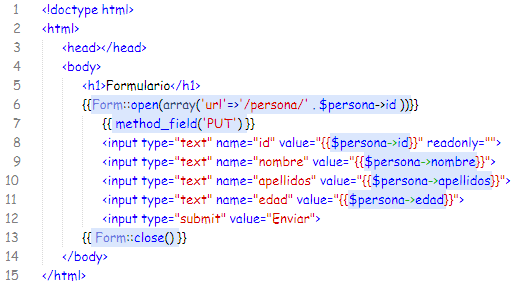 1 <!doctype html>
2 <html>
3 <head></head>
4 <body>
5 <h1>Formulario</h1>
6 {{Form::open(array('url'=>'/persona/' . $persona->id ))}}
7 {{ method_field('PUT') }}
8 <input type="text" name="id" value="{{$persona->id}}" readonly="">
9 <input type="text" name="nombre" value="{{$persona->nombre}}">
10 <input type="text" name="apellidos" value="{{$persona->apellidos}}">
11 <input type="text" name="edad" value="{{$persona->edad}}">
12 <input type="submit" value="Enviar">
13 {{ Form::close() }}
14 </body>
15 </html>